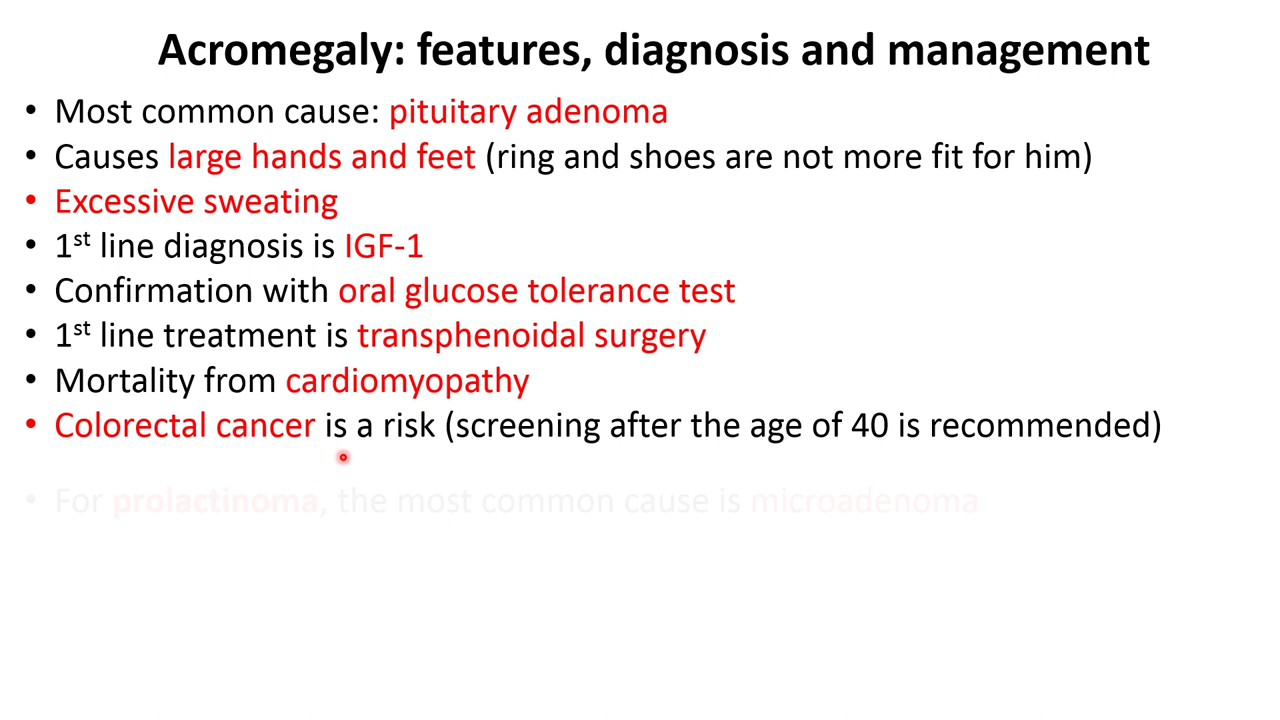 Acromegaly: features, diagnosis and management
• Most common cause: pituitary adenoma
• Causes large hands and feet (ring and shoes are not more fit for him)
• Excessive sweating
• 1st line diagnosis is IGF-1
• Confirmation with oral glucose tolerance test
• 1st line treatment is transphenoidal surgery
• Mortality from cardiomyopathy
• Colorectal cancer is a risk (screening after the age of 40 is recommended)
• For prolactinoma, the most common cause is microadenoma